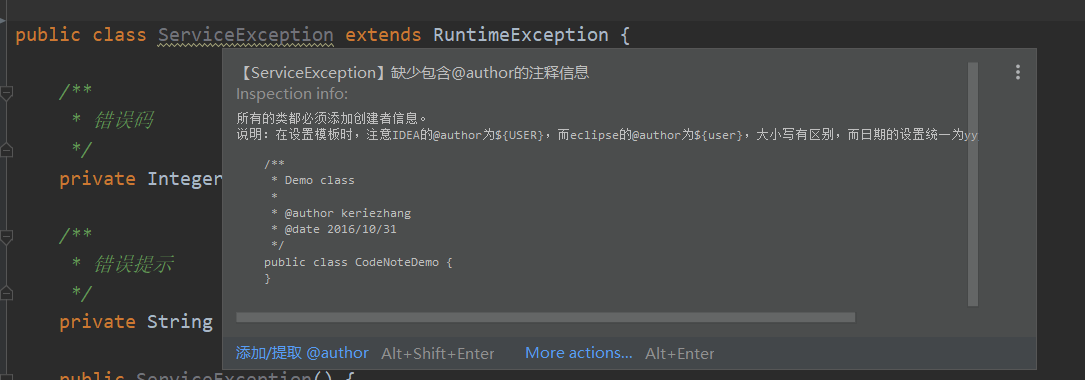 public class ServiceException extends RuntimeException {
/**
* 错误码
*/
private Integer
/**
* 错误提示
*/
private String
public ServiceException() {
【ServiceException】缺少包含@author的注释信息
Inspection info:
所有的类都必须添加创建者信息。
说明：在设置模板时，注意IDEA的@author为${USER}，而eclipse的@author为${user}，大小写有区别，而日期的设置统一为yy
/**
* Demo class
*
* @author keriezhang
* @date 2016/10/31
*/
public class CodeNoteDemo {
}
添加/提取 @author Alt+Shift+Enter More actions... Alt+Enter